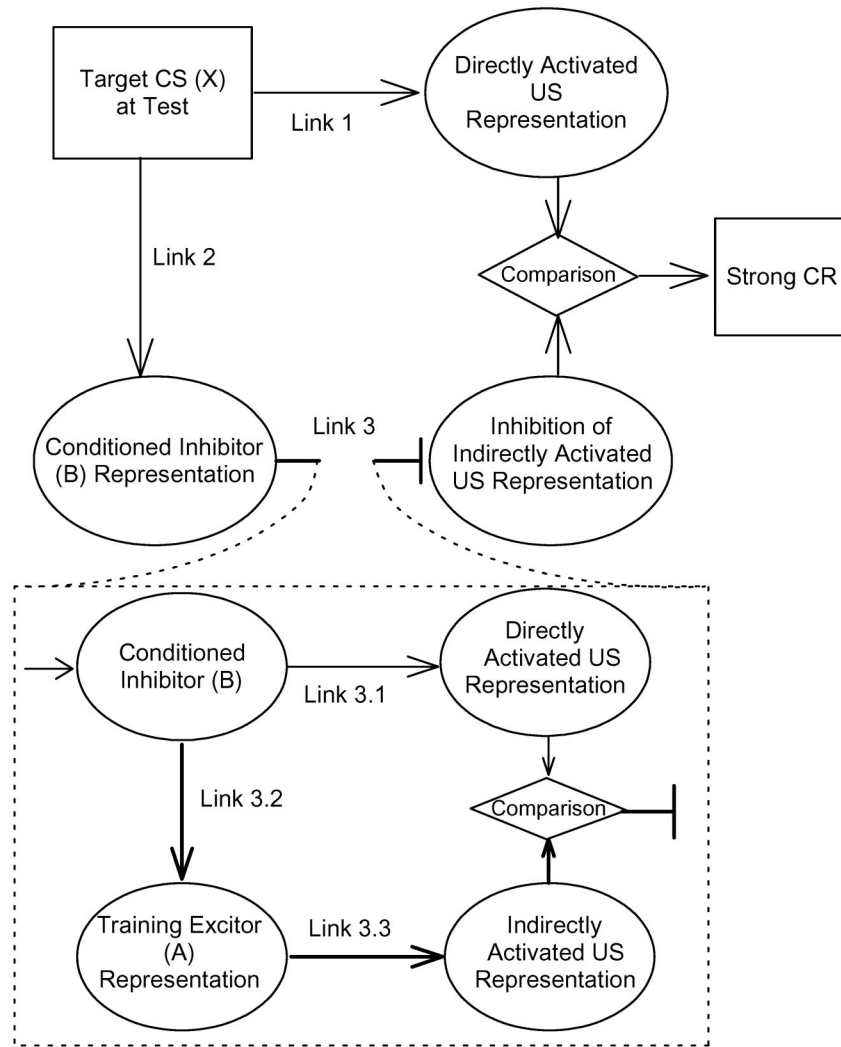 Target CS (X)
at Test
Link 1
Directly Activated
US
Representation
Link 2
Comparison
Strong CR
Conditioned Inhibitor
(B) Representation
Link 3
Inhibition of
Indirectly Activated
US Representation
Conditioned
Inhibitor (B)
Link 3.1
Directly
Activated US
Representation
Link 3.2
Comparison
Training Excitor
(A)
Representation
Link 3.3
Indirectly
Activated US
Representation